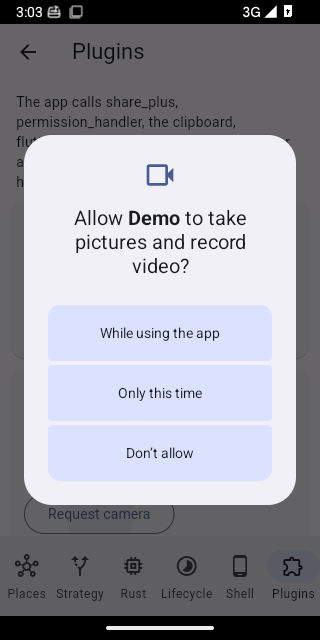 3:03
3G
Plugins
The app calls share_plus,
permission_handler, the clipboard,
Allow Demo to take
pictures and record
video?
While using the app
Only this time
Don't allow
Request camera
Places
Strategy
Rust
Lifecycle
Shell
Plugins